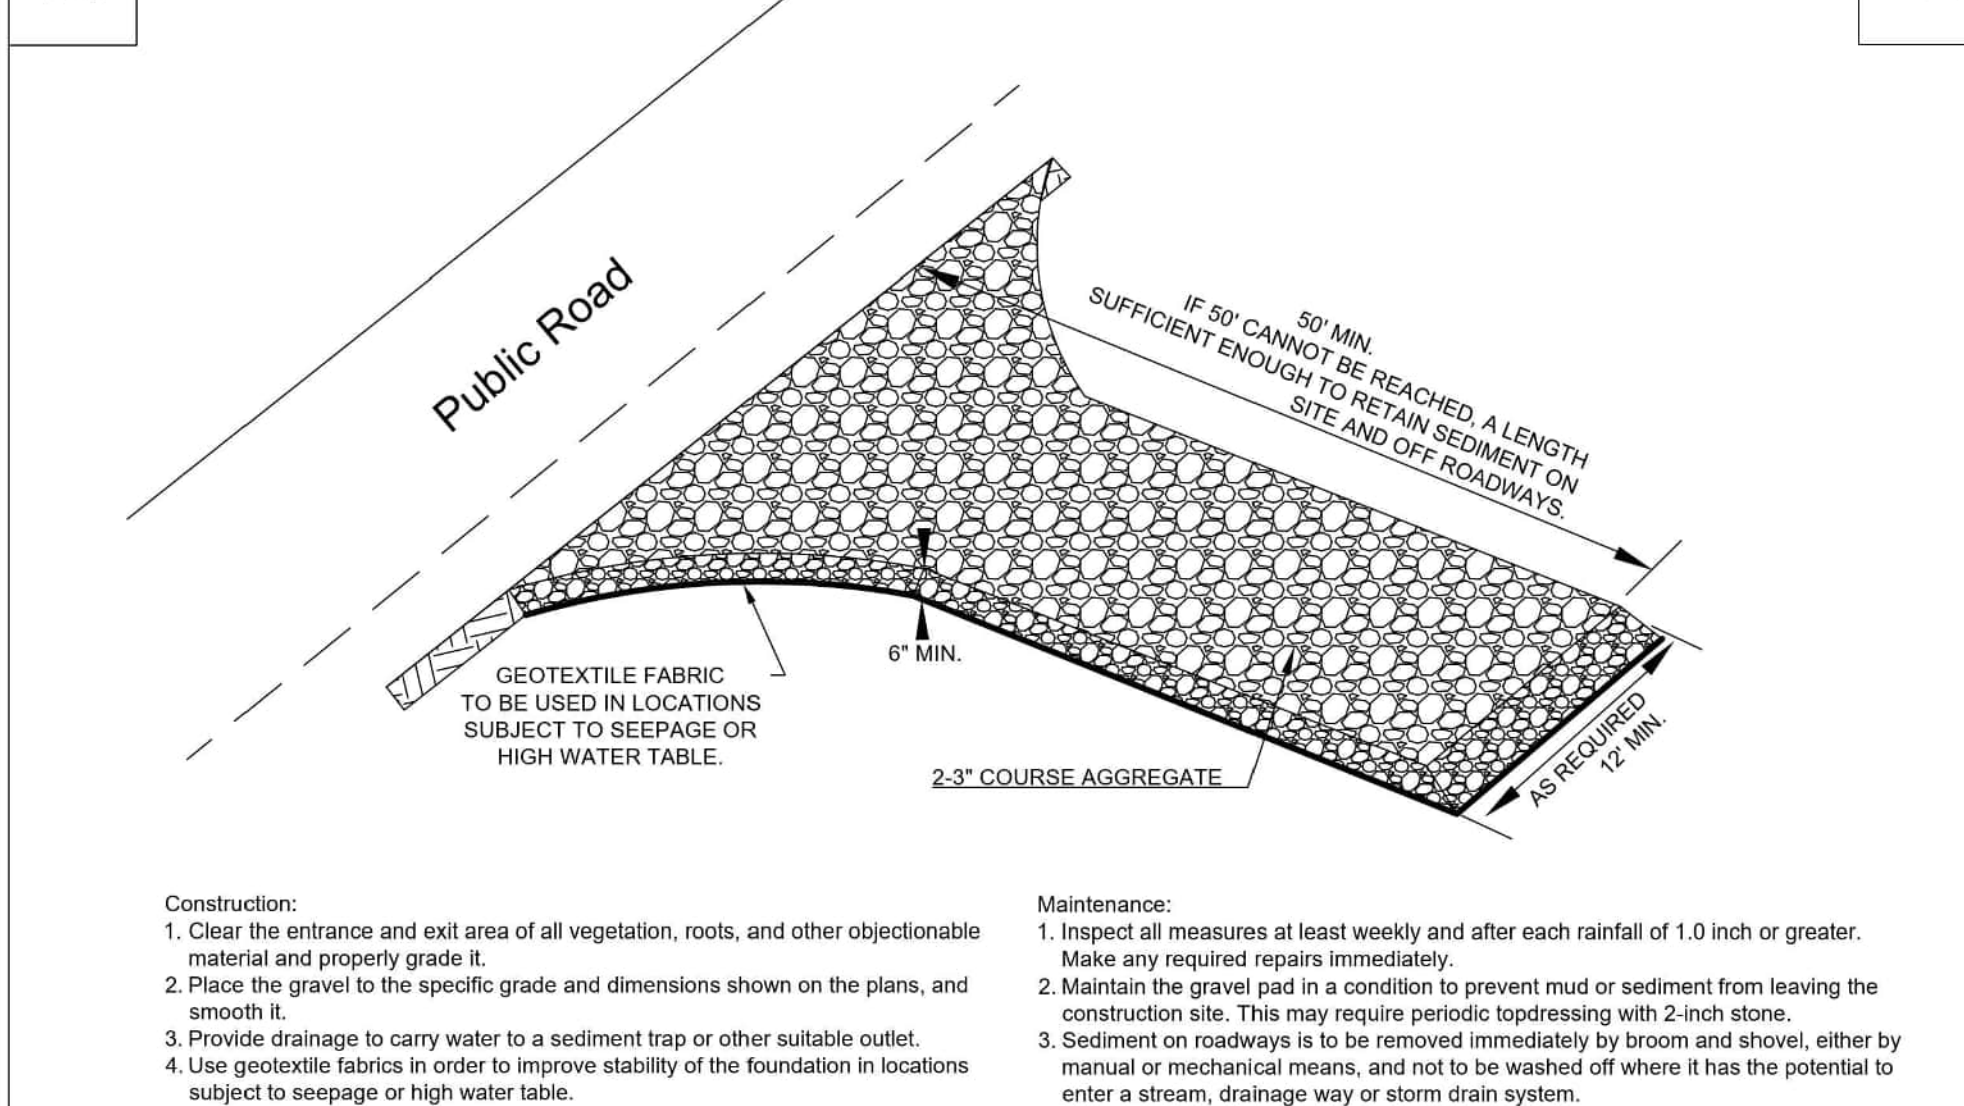 Public Road
50' MIN.
IF 50' CANNOT BE REACHED, A LENGTH
SUFFICIENT ENOUGH TO RETAIN SEDIMENT ON
SITE AND OFF ROADWAYS.
6" MIN.
GEOTEXTILE FABRIC
TO BE USED IN LOCATIONS
SUBJECT TO SEEPAGE OR
HIGH WATER TABLE.
2-3" COURSE AGGREGATE
AS REQUIRED
12' MIN.
Construction:
1. Clear the entrance and exit area of all vegetation, roots, and other objectionable
material and properly grade it.
2. Place the gravel to the specific grade and dimensions shown on the plans, and
smooth it.
3. Provide drainage to carry water to a sediment trap or other suitable outlet.
4. Use geotextile fabrics in order to improve stability of the foundation in locations
subject to seepage or high water table.
Maintenance:
1. Inspect all measures at least weekly and after each rainfall of 1.0 inch or greater.
Make any required repairs immediately.
2. Maintain the gravel pad in a condition to prevent mud or sediment from leaving the
construction site. This may require periodic topdressing with 2-inch stone.
3. Sediment on roadways is to be removed immediately by broom and shovel, either by
manual or mechanical means, and not to be washed off where it has the potential to
enter a stream, drainage way or storm drain system.